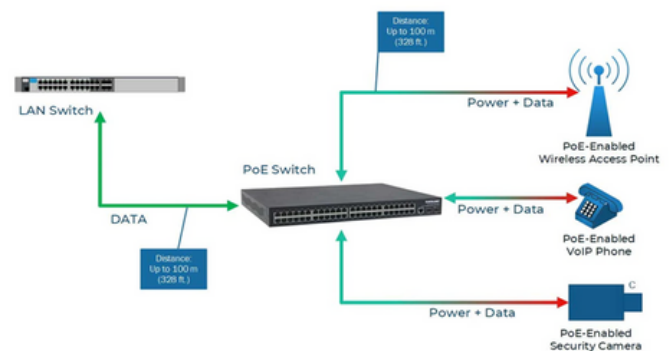 Distance:
Up to 100 m
(328 ft.)
LAN Switch
Power + Data
PoE-Enabled
Wireless Access Point
PoE Switch
DATA
Power + Data
Distance:
Up to 100 m
(328 ft.)
PoE-Enabled
VoIP Phone
C
Power + Data
PoE-Enabled
Security Camera